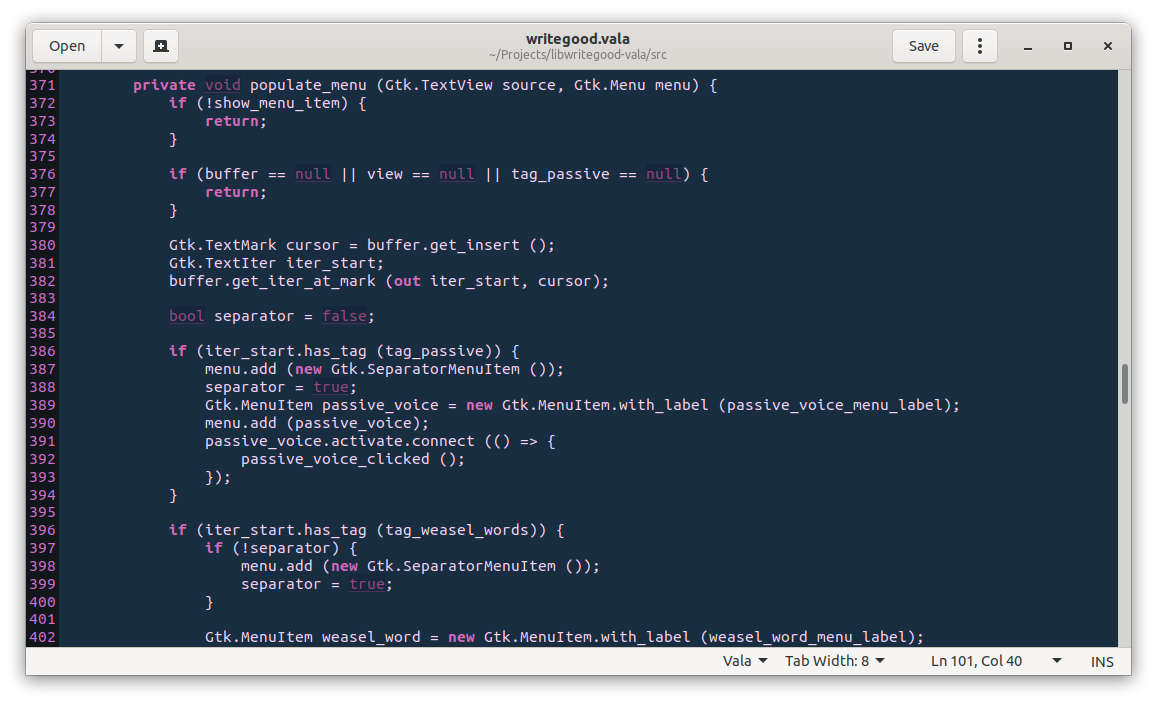 Open
writegood.vala
~/Projects/libwritegood-vala/src
Save
370
371 private void populate_menu (Gtk.TextView source, Gtk.Menu menu) {
372 if (!show_menu_item) {
373 return;
374 }
375
376 if (buffer == null || view == null || tag_passive == null) {
377 return;
378 }
379
380 Gtk.TextMark cursor = buffer.get_insert ();
381 Gtk.TextIter iter_start;
382 buffer.get_iter_at_mark (out iter_start, cursor);
383
384 bool separator = false;
385
386 if (iter_start.has_tag (tag_passive)) {
387 menu.add (new Gtk.SeparatorMenuItem ());
388 separator = true;
389 Gtk.MenuItem passive_voice = new Gtk.MenuItem.with_label (passive_voice_menu_label);
390 menu.add (passive_voice);
391 passive_voice.activate.connect (() => {
392 passive_voice_clicked ();
393 });
394 }
395
396 if (iter_start.has_tag (tag_weasel_words)) {
397 if (!separator) {
398 menu.add (new Gtk.SeparatorMenuItem ());
399 separator = true;
400 }
401
402 Gtk.MenuItem weasel_word = new Gtk.MenuItem.with_label (weasel_word_menu_label);
Vala Tab Width: 8 Ln 101, Col 40 INS